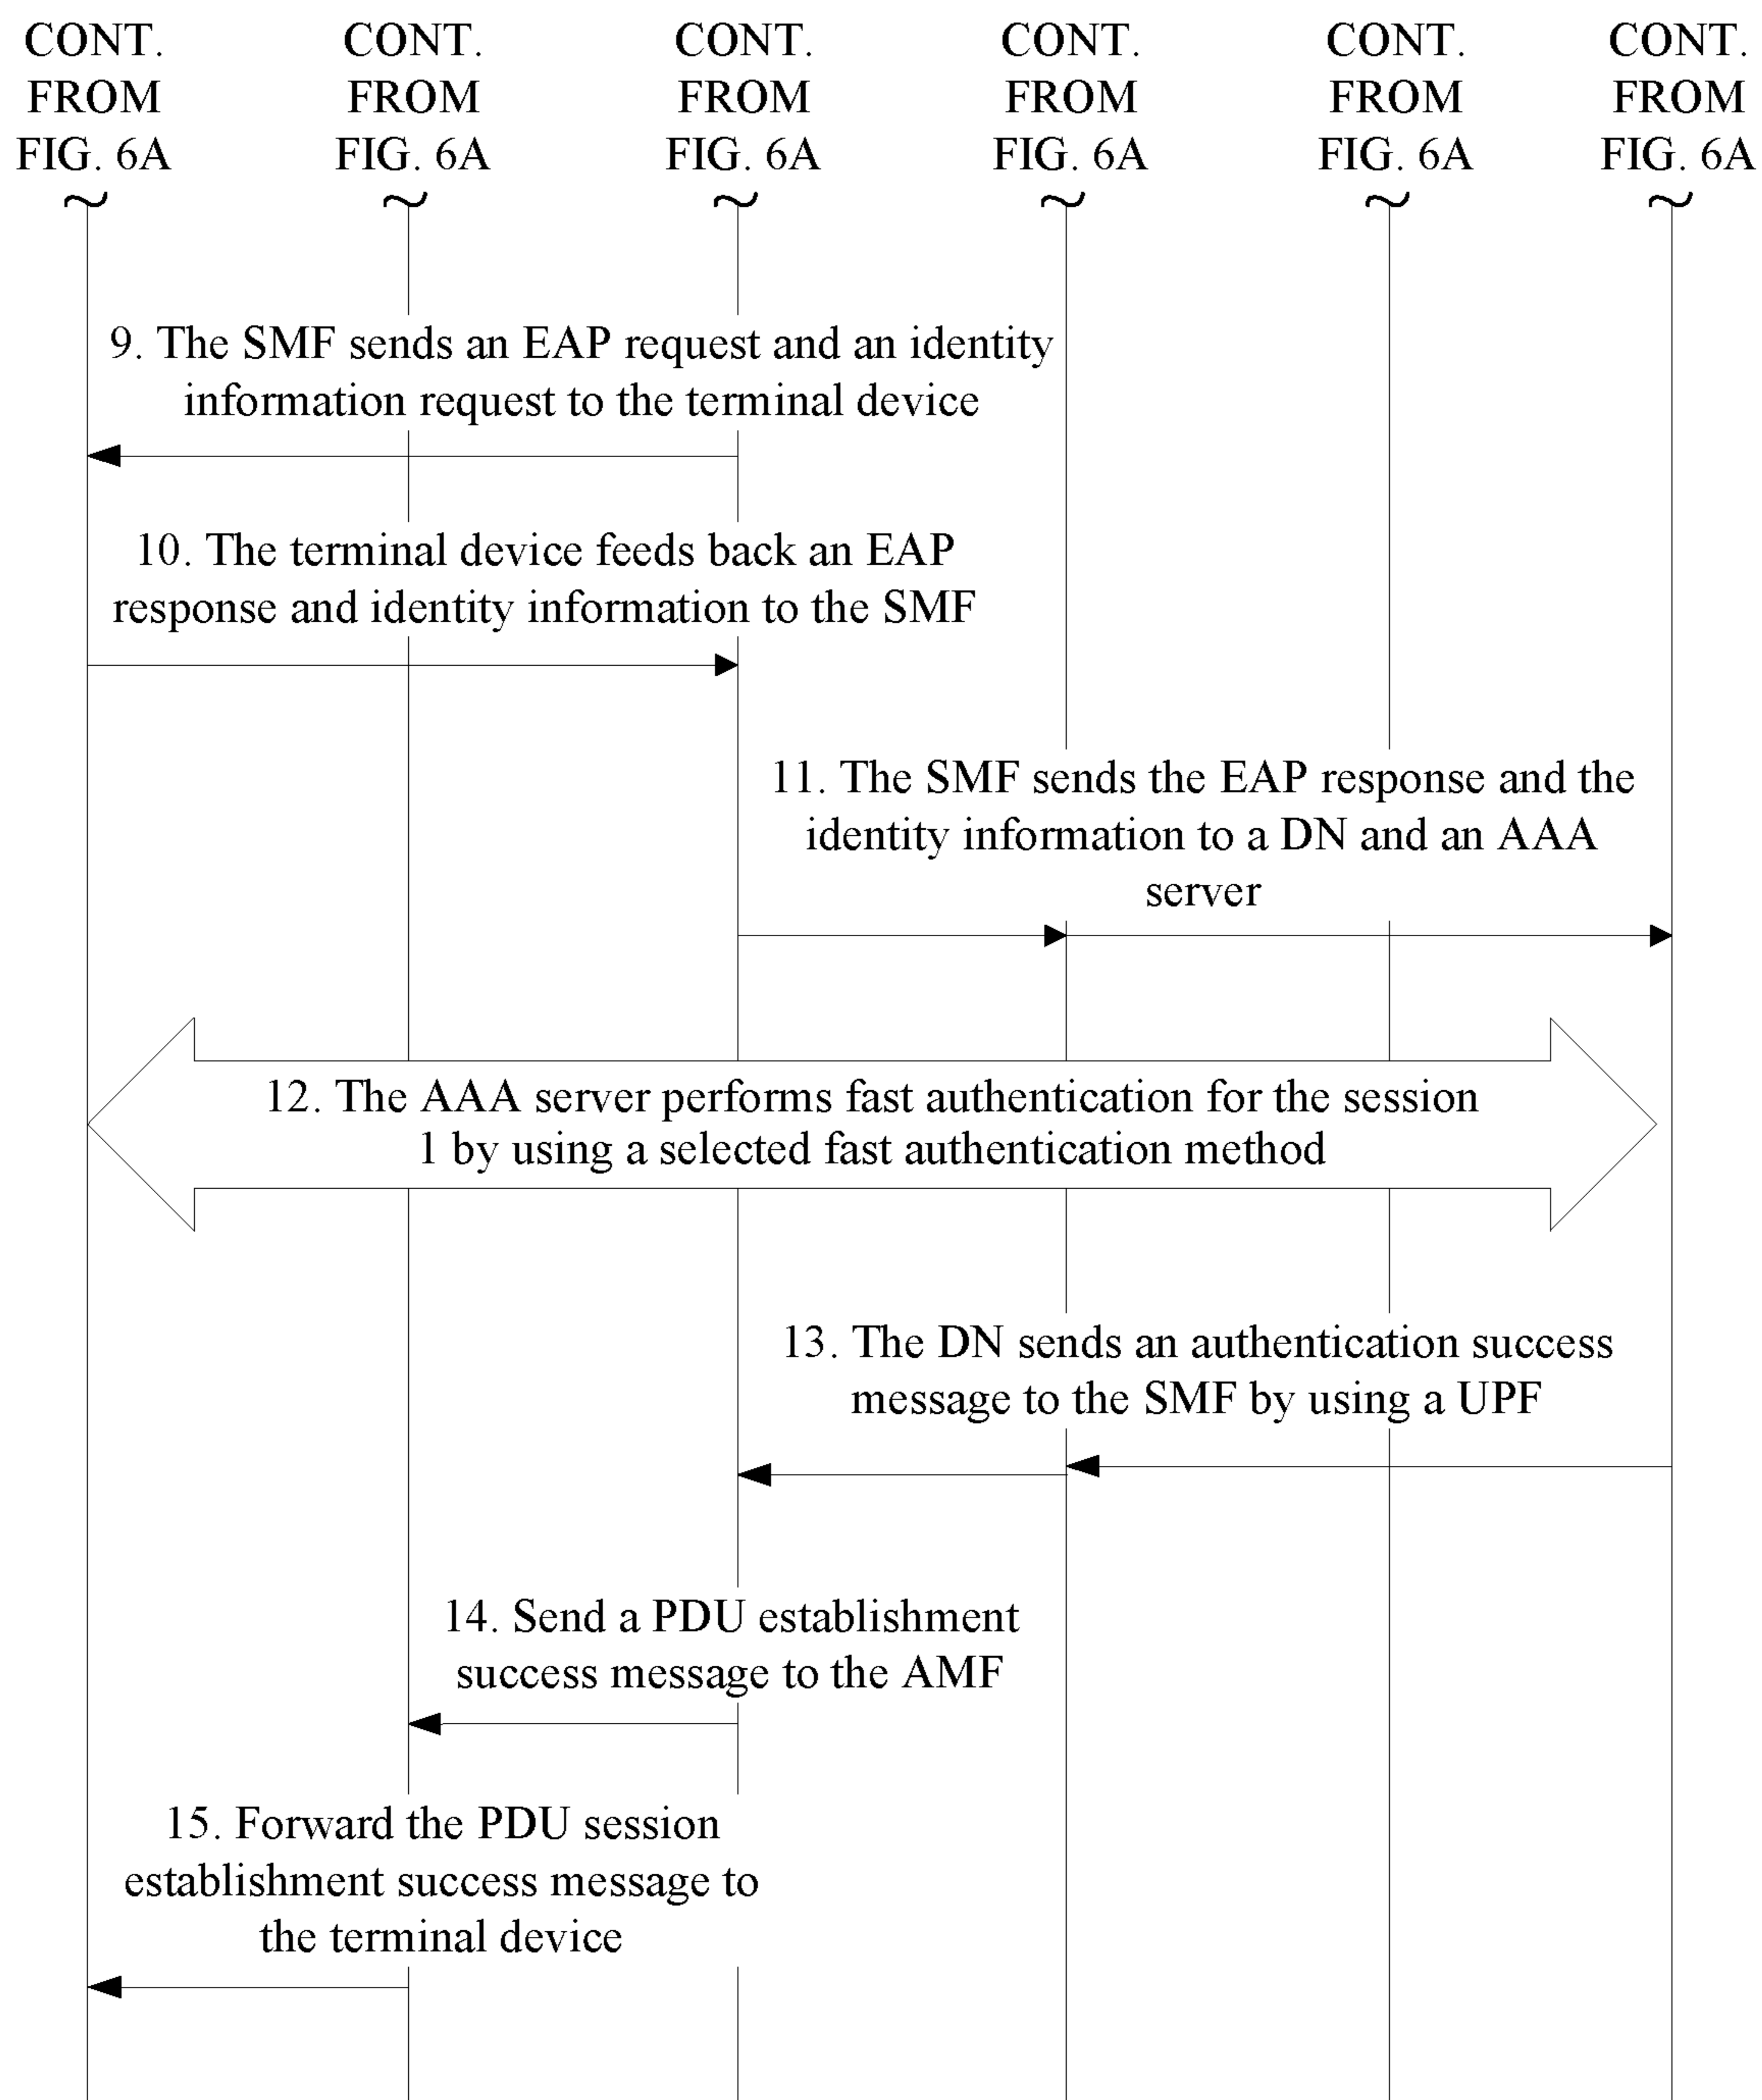 CONT.
FROM
FIG. 6A
CONT.
FROM
FIG. 6A
CONT.
FROM
FIG. 6A
CONT.
FROM
FIG. 6A
CONT.
FROM
FIG. 6A
CONT.
FROM
FIG. 6A
9. The SMF sends an EAP request and an identity
information request to the terminal device
10. The terminal device feeds back an EAP
response and identity information to the SMF
11. The SMF sends the EAP response and the
identity information to a DN and an AAA
server
12. The AAA server performs fast authentication for the session
1 by using a selected fast authentication method
13. The DN sends an authentication success
message to the SMF by using a UPF
14. Send a PDU establishment
success message to the AMF
15. Forward the PDU session
establishment success message to
the terminal device